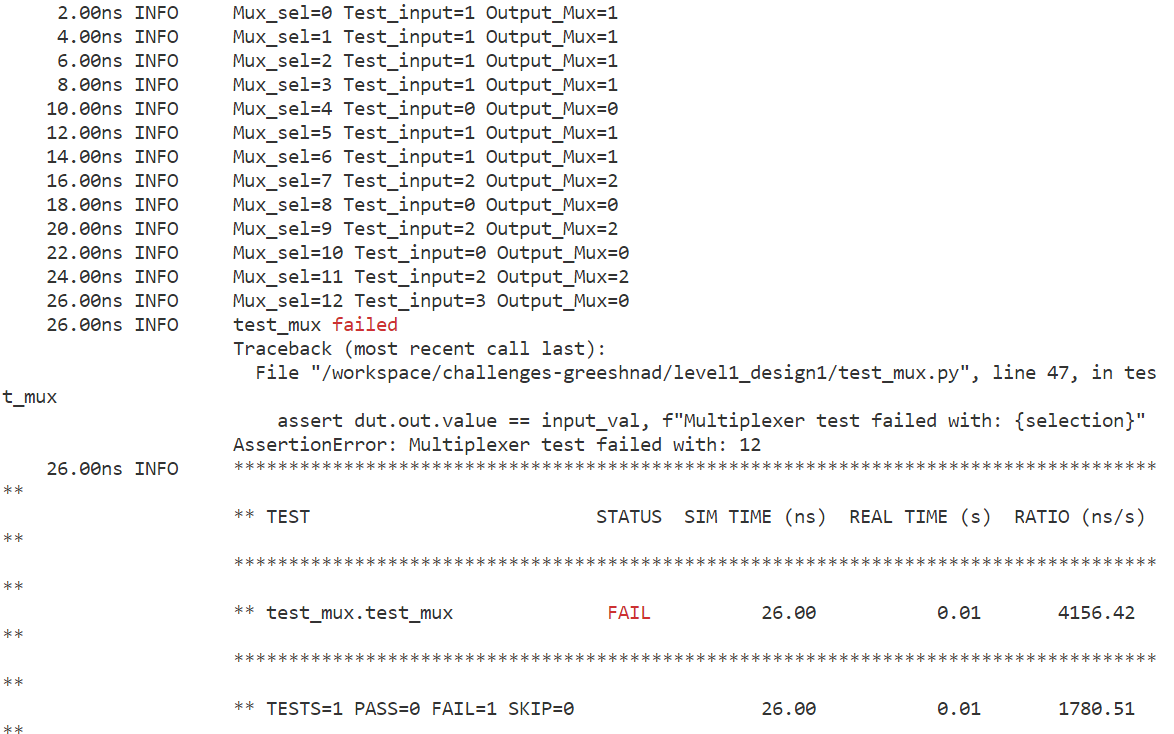 2.00ns INFO     Mux_sel=0 Test_input=1 Output_Mux=1
4.00ns INFO     Mux_sel=1 Test_input=1 Output_Mux=1
6.00ns INFO     Mux_sel=2 Test_input=1 Output_Mux=1
8.00ns INFO     Mux_sel=3 Test_input=1 Output_Mux=1
10.00ns INFO     Mux_sel=4 Test_input=0 Output_Mux=0
12.00ns INFO     Mux_sel=5 Test_input=1 Output_Mux=1
14.00ns INFO     Mux_sel=6 Test_input=1 Output_Mux=1
16.00ns INFO     Mux_sel=7 Test_input=2 Output_Mux=2
18.00ns INFO     Mux_sel=8 Test_input=0 Output_Mux=0
20.00ns INFO     Mux_sel=9 Test_input=2 Output_Mux=2
22.00ns INFO     Mux_sel=10 Test_input=0 Output_Mux=0
24.00ns INFO     Mux_sel=11 Test_input=2 Output_Mux=2
26.00ns INFO     Mux_sel=12 Test_input=3 Output_Mux=0
26.00ns INFO     test_mux failed
Traceback (most recent call last):
File "/workspace/challenges-greeshnad/level1_design1/test_mux.py", line 47, in tes
t_mux
assert dut.out.value == input_val, f"Multiplexer test failed with: {selection}"
AssertionError: Multiplexer test failed with: 12
26.00ns INFO     ************************************************************************************
**
** TEST                          STATUS  SIM TIME (ns)  REAL TIME (s)  RATIO (ns/s)
**
************************************************************************************
**
** test_mux.test_mux              FAIL          26.00           0.01       4156.42
**
************************************************************************************
**
** TESTS=1 PASS=0 FAIL=1 SKIP=0                 26.00           0.01       1780.51
**